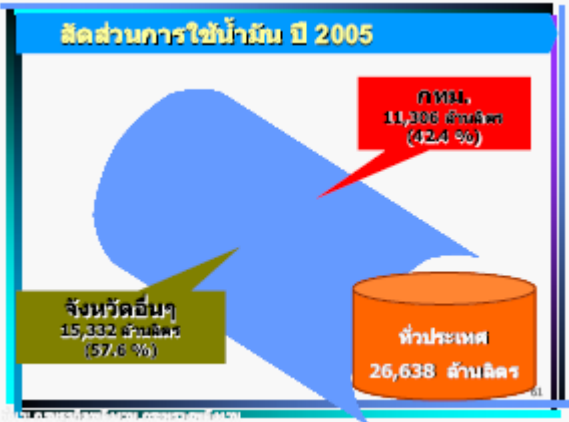 สัดส่วนการใช้น้ำมัน ปี 2005
กทม.
11,306 ล้านลิตร
(42.4 %)
จังหวัดอื่นๆ
15,332 ล้านลิตร
(57.6 %)
ทั่วประเทศ
26,638 ล้านลิตร
61